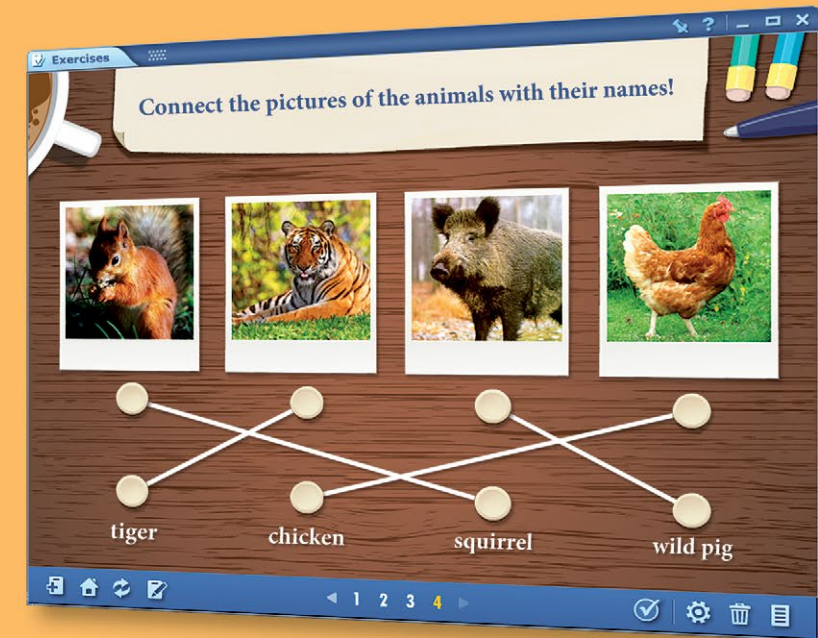 Exercises
Connect the pictures of the animals with their names!
tiger chicken squirrel wild pig
1 2 3 4